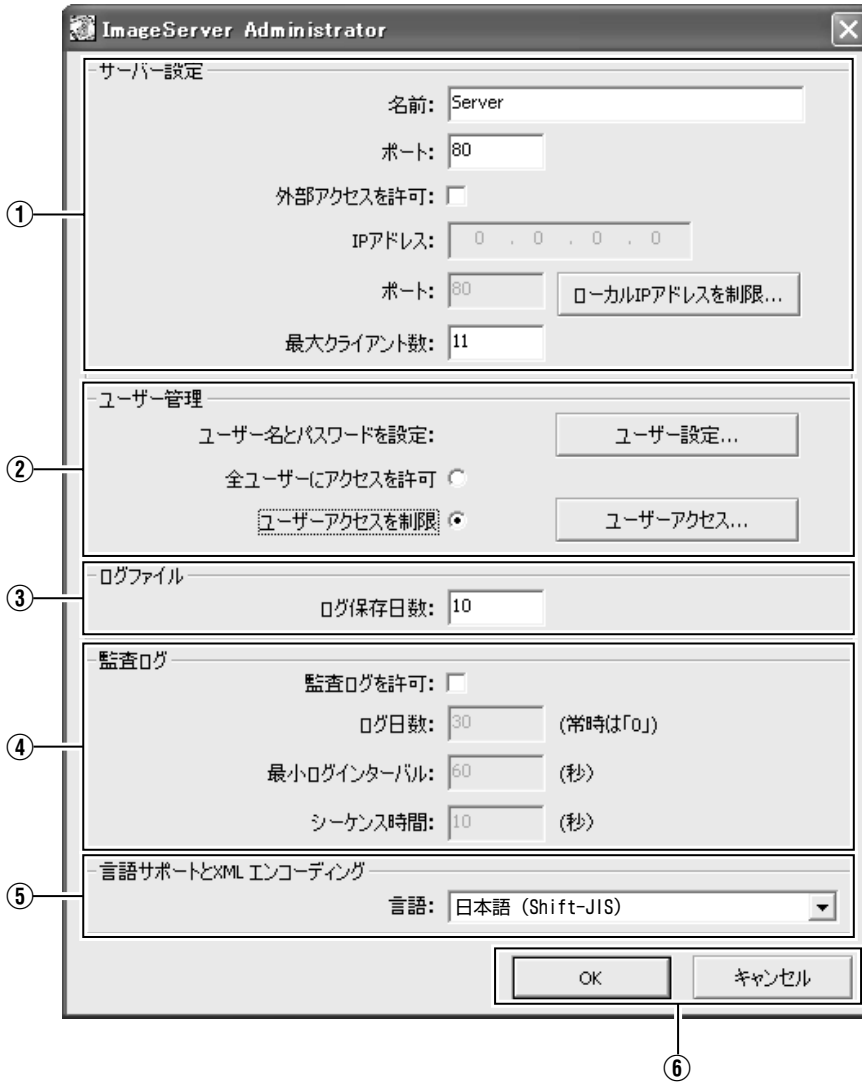 ImageServer Administrator
サーバー設定
名前: Server
ポート: 80
①
外部アクセスを許可:
IPアドレス: 0 . 0 . 0 . 0
ポート: 80 ローカルIPアドレスを制限...
最大クライアント数: 11
ユーザー管理
ユーザー名とパスワードを設定: ユーザー設定...
②
全ユーザーにアクセスを許可
ユーザーアクセスを制限 ユーザーアクセス...
ログファイル
③
ログ保存日数: 10
監査ログ
監査ログを許可:
ログ日数: 30 (常時は「0」)
④
最小ログインターバル: 60 (秒)
シーケンス時間: 10 (秒)
言語サポートとXML エンコーディング
⑤
言語: 日本語 (Shift-JIS)
OK キャンセル
⑥